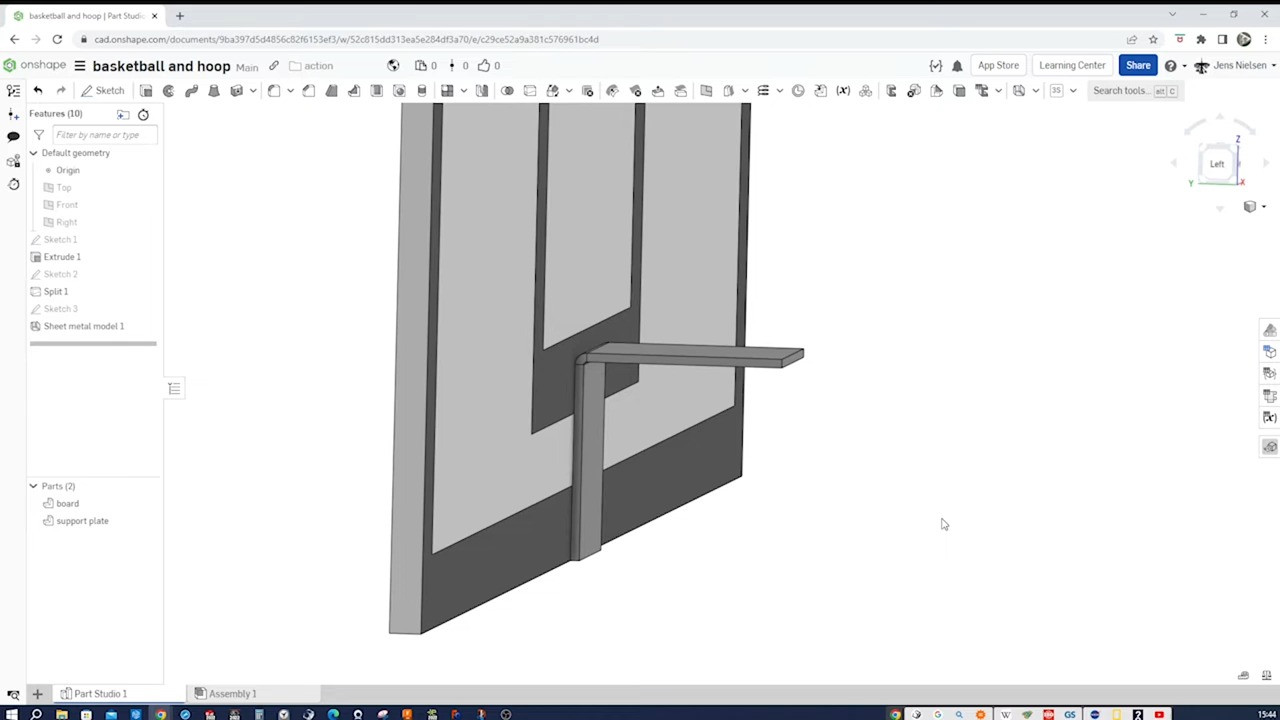 basketball and hoop | Part Studio
cad.onshape.com/documents/9ba397d5d4856c82f6153ef3/w/52c815dd313ea5e284df3a70/e/c29ce52a9a381c576961bc4d
onshape
basketball and hoop Main
action
0
0
0
App Store
Learning Center
Share
Jens Nielsen
Sketch
Search tools...
alt C
Features (10)
Filter by name or type
Default geometry
Origin
Top
Front
Right
Sketch 1
Extrude 1
Sketch 2
Split 1
Sketch 3
Sheet metal model 1
Parts (2)
board
support plate
Z
Left
Y
X
Part Studio 1
Assembly 1
15:44